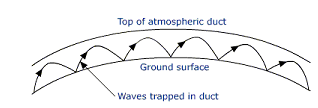 Top of atmospheric duct
Ground surface
Waves trapped in duct